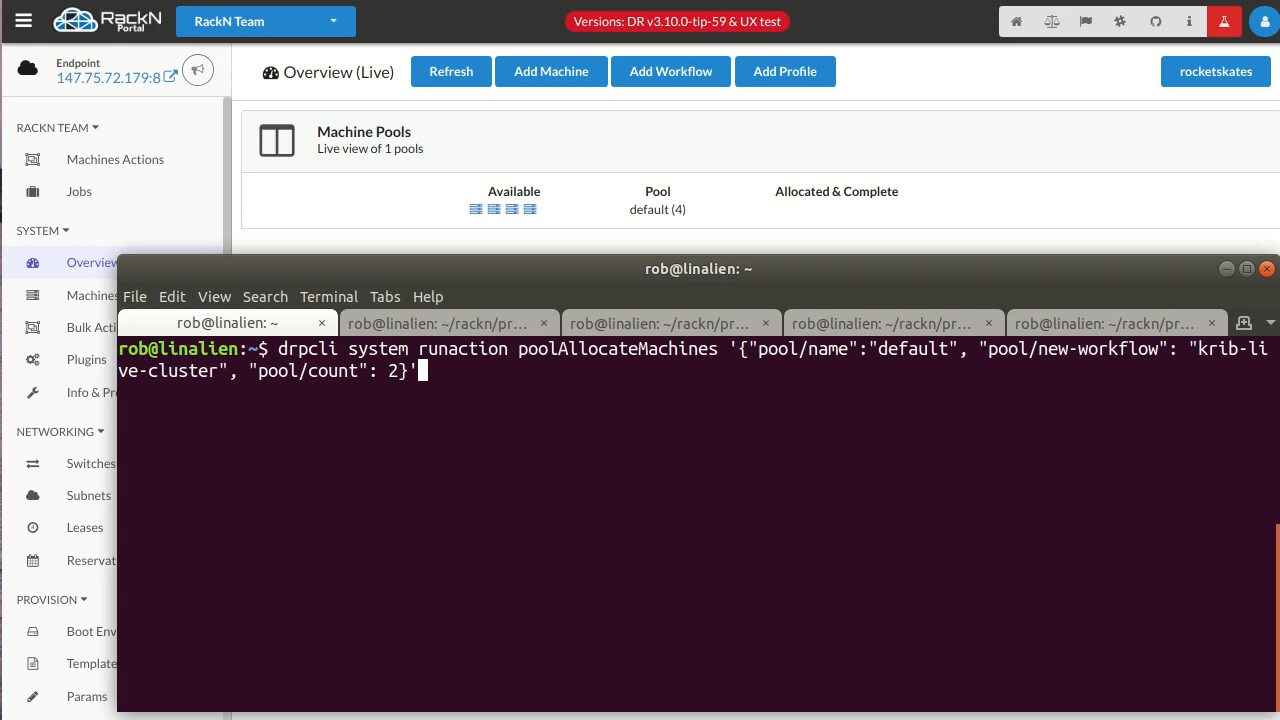 RackN Portal
RackN Team
Versions: DR v3.10.0-tip-59 & UX test
Endpoint
147.75.72.179:8
Overview (Live)
Refresh
Add Machine
Add Workflow
Add Profile
rocketskates
RACKN TEAM
Machines Actions
Jobs
SYSTEM
Overview
Machines
Bulk Acti
Plugins
Info & Pr
NETWORKING
Switches
Subnets
Leases
Reservat
PROVISION
Boot Env
Template
Params
Machine Pools
Live view of 1 pools
Available
Pool
Allocated & Complete
default (4)
rob@linalien: ~
File Edit View Search Terminal Tabs Help
rob@linalien: ~ ×
rob@linalien: ~/rackn/pr... ×
rob@linalien: ~/rackn/pr... ×
rob@linalien: ~/rackn/pr... ×
rob@linalien: ~/rackn/pr... ×
rob@linalien:~$ drpcli system runaction poolAllocateMachines '{"pool/name":"default", "pool/new-workflow": "krib-li
ve-cluster", "pool/count": 2}'